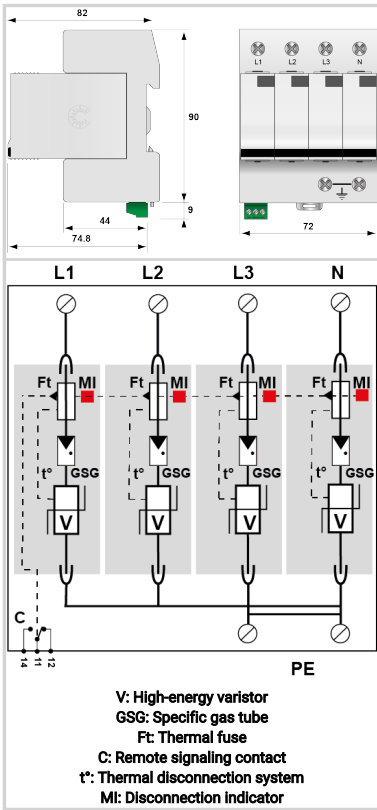 82
L1 L2 L3 N
90
9
44
74.8
72
L1 L2 L3 N
Ft MI Ft MI Ft MI Ft MI
t° GSG t° GSG t° GSG t° GSG
V V V V
C
14 11 12
PE
V: High-energy varistor
GSG: Specific gas tube
Ft: Thermal fuse
C: Remote signaling contact
t°: Thermal disconnection system
MI: Disconnection indicator